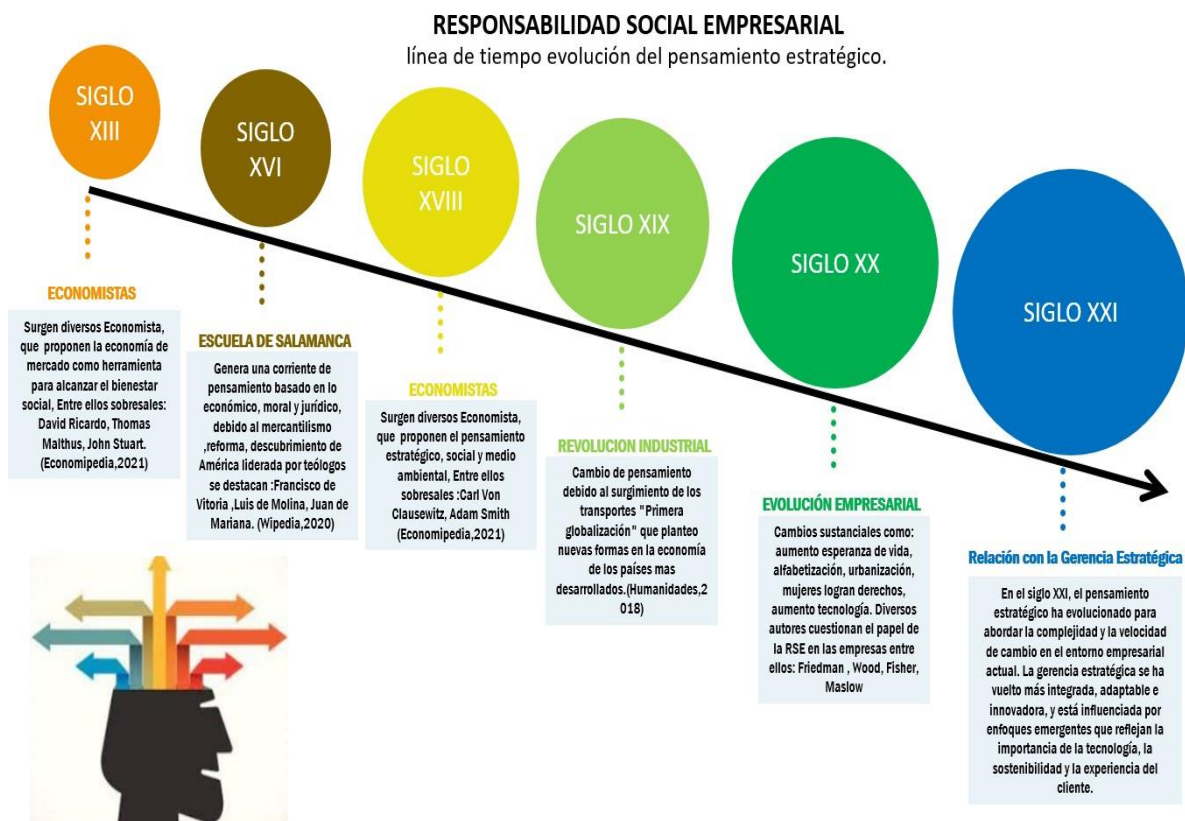 RESPONSABILIDAD SOCIAL EMPRESARIAL
línea de tiempo evolución del pensamiento estratégico.
SIGLO
XIII
ECONOMISTAS
Surgen diversos Economista,
que proponen la economía de
mercado como herramienta
para alcanzar el bienestar
social, Entre ellos sobresales:
David Ricardo, Thomas
Malthus, John Stuart.
(Economipedia,2021)
SIGLO
XVI
ESCUELA DE SALAMANCA
Genera una corriente de
pensamiento basado en lo
económico, moral y jurídico,
debido al mercantilismo
,reforma, descubrimiento de
América liderada por teólogos
se destacan :Francisco de
Vitoria ,Luis de Molina, Juan de
Mariana. (Wipedia,2020)
SIGLO
XVIII
ECONOMISTAS
Surgen diversos Economista,
que proponen el pensamiento
estratégico, social y medio
ambiental, Entre ellos
sobresales :Carl Von
Clausewitz, Adam Smith
(Economipedia,2021)
SIGLO XIX
REVOLUCION INDUSTRIAL
Cambio de pensamiento
debido al surgimiento de los
transportes "Primera
globalización" que planteo
nuevas formas en la economía
de los países mas
desarrollados.(Humanidades,2
018)
SIGLO XX
EVOLUCIÓN EMPRESARIAL
Cambios sustanciales como:
aumento esperanza de vida,
alfabetización, urbanización,
mujeres logran derechos,
aumento tecnología. Diversos
autores cuestionan el papel de
la RSE en las empresas entre
ellos: Friedman , Wood, Fisher,
Maslow
SIGLO XXI
Relación con la Gerencia Estratégica
En el siglo XXI, el pensamiento
estratégico ha evolucionado para
abordar la complejidad y la velocidad
de cambio en el entorno empresarial
actual. La gerencia estratégica se ha
vuelto más integrada, adaptable e
innovadora, y está influenciada por
enfoques emergentes que reflejan la
importancia de la tecnología, la
sostenibilidad y la experiencia del
cliente.